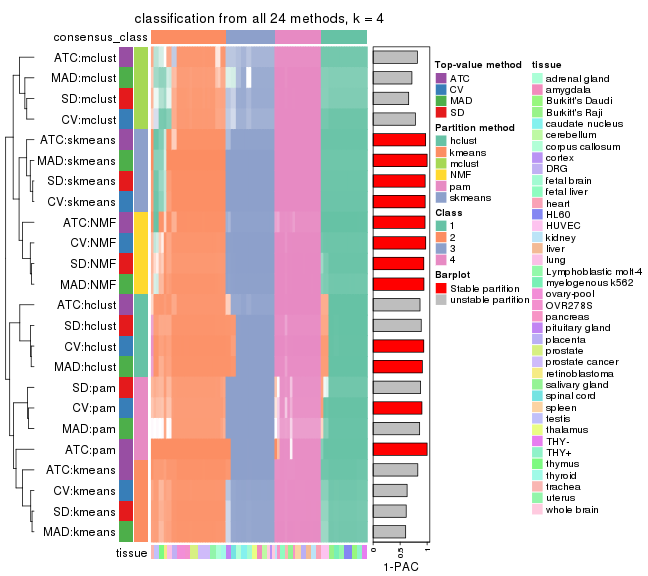 classification from all 24 methods, k = 4
consensus_class
ATC:mclust
MAD:mclust
SD:mclust
CV:mclust
ATC:skmeans
MAD:skmeans
SD:skmeans
CV:skmeans
ATC:NMF
CV:NMF
SD:NMF
MAD:NMF
ATC:hclust
SD:hclust
CV:hclust
MAD:hclust
SD:pam
CV:pam
MAD:pam
ATC:pam
ATC:kmeans
CV:kmeans
SD:kmeans
MAD:kmeans
tissue
0
0.5
1
1-PAC
Top-value method
ATC
CV
MAD
SD
Partition method
hclust
kmeans
mclust
NMF
pam
skmeans
Class
1
2
3
4
Barplot
Stable partition
unstable partition
tissue
adrenal gland
amygdala
Burkitt's Daudi
Burkitt's Raji
caudate nucleus
cerebellum
corpus callosum
cortex
DRG
fetal brain
fetal liver
heart
HL60
HUVEC
kidney
liver
lung
Lymphoblastic molt-4
myelogenous k562
ovary-pool
OVR278S
pancreas
pituitary gland
placenta
prostate
prostate cancer
retinoblastoma
salivary gland
spinal cord
spleen
testis
thalamus
THY-
THY+
thymus
thyroid
trachea
uterus
whole brain